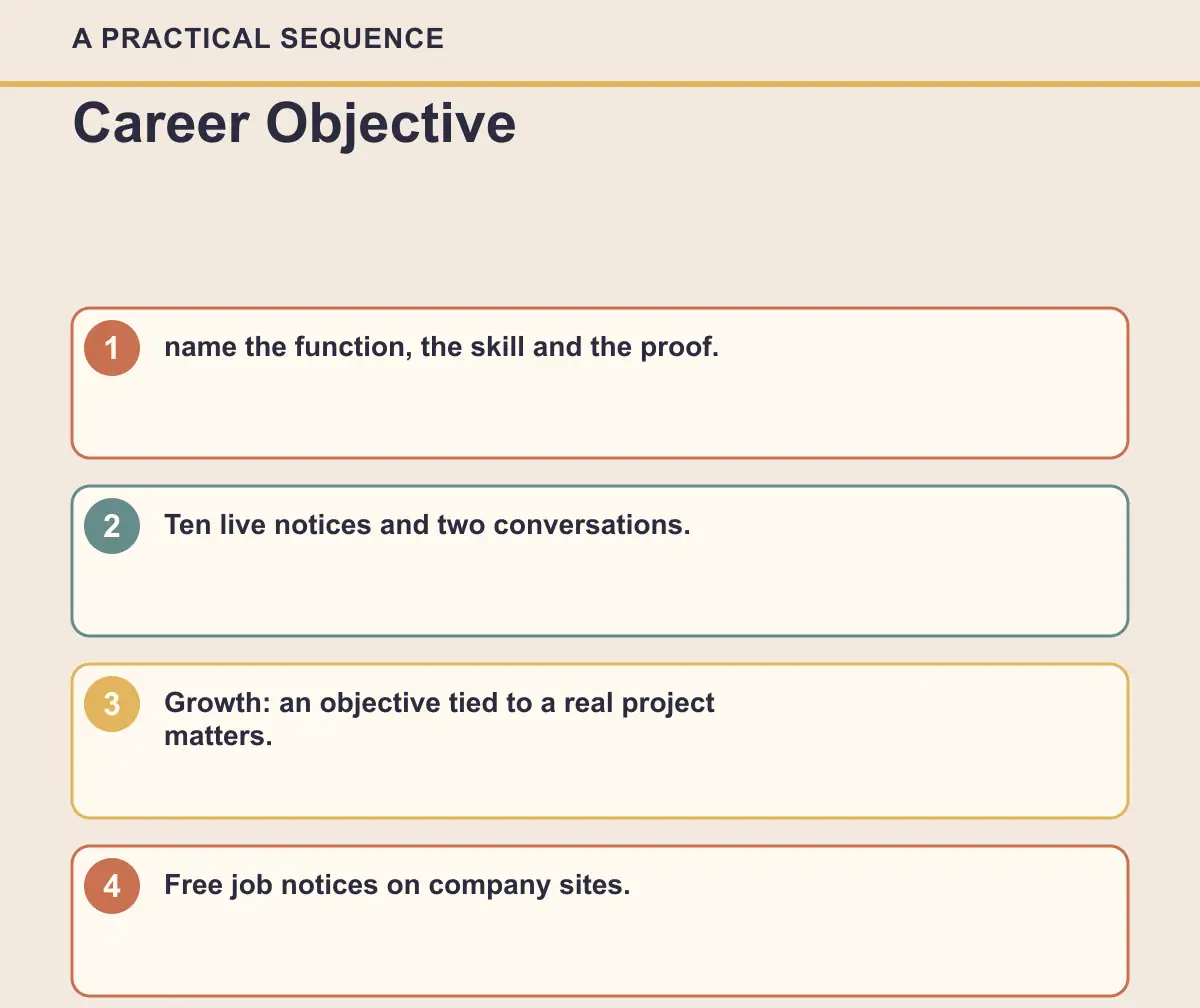 A PRACTICAL SEQUENCE
Career Objective
1
name the function, the skill and the proof.
2
Ten live notices and two conversations.
3
Growth: an objective tied to a real project
matters.
4
Free job notices on company sites.